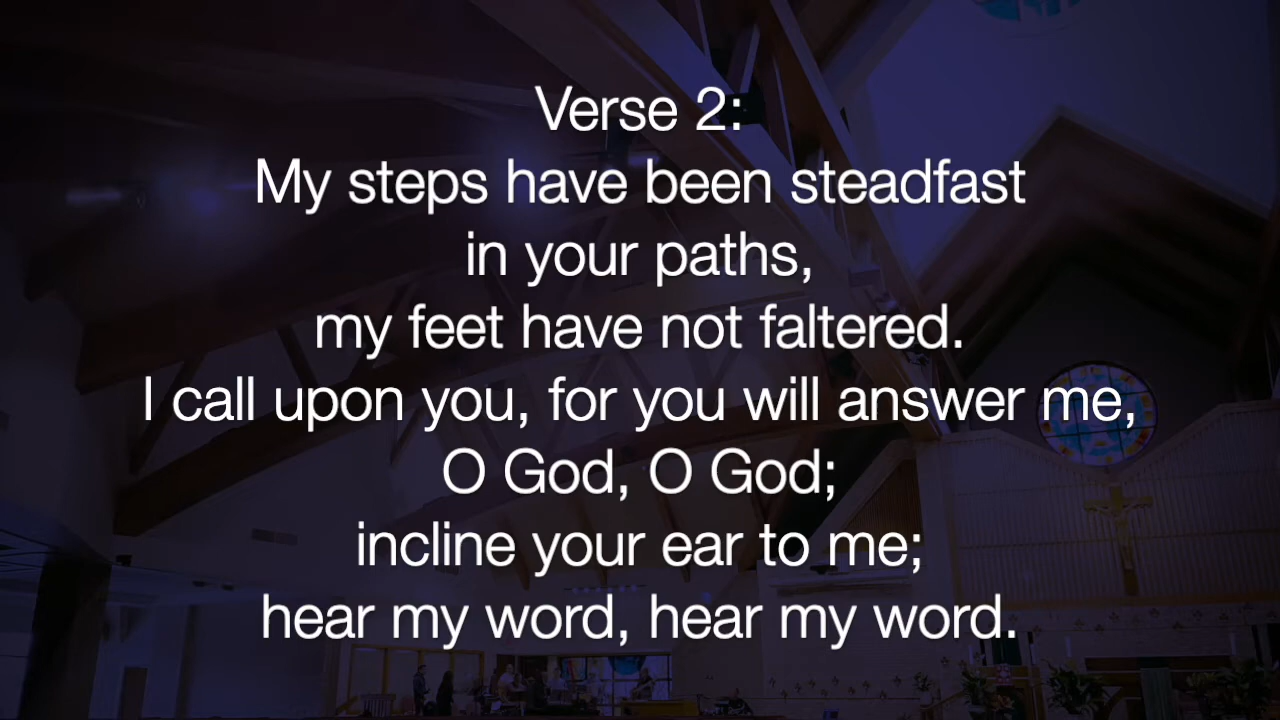 Verse 2:
My steps have been steadfast
in your paths,
my feet have not faltered.
I call upon you, for you will answer me,
O God, O God;
incline your ear to me;
hear my word, hear my word.